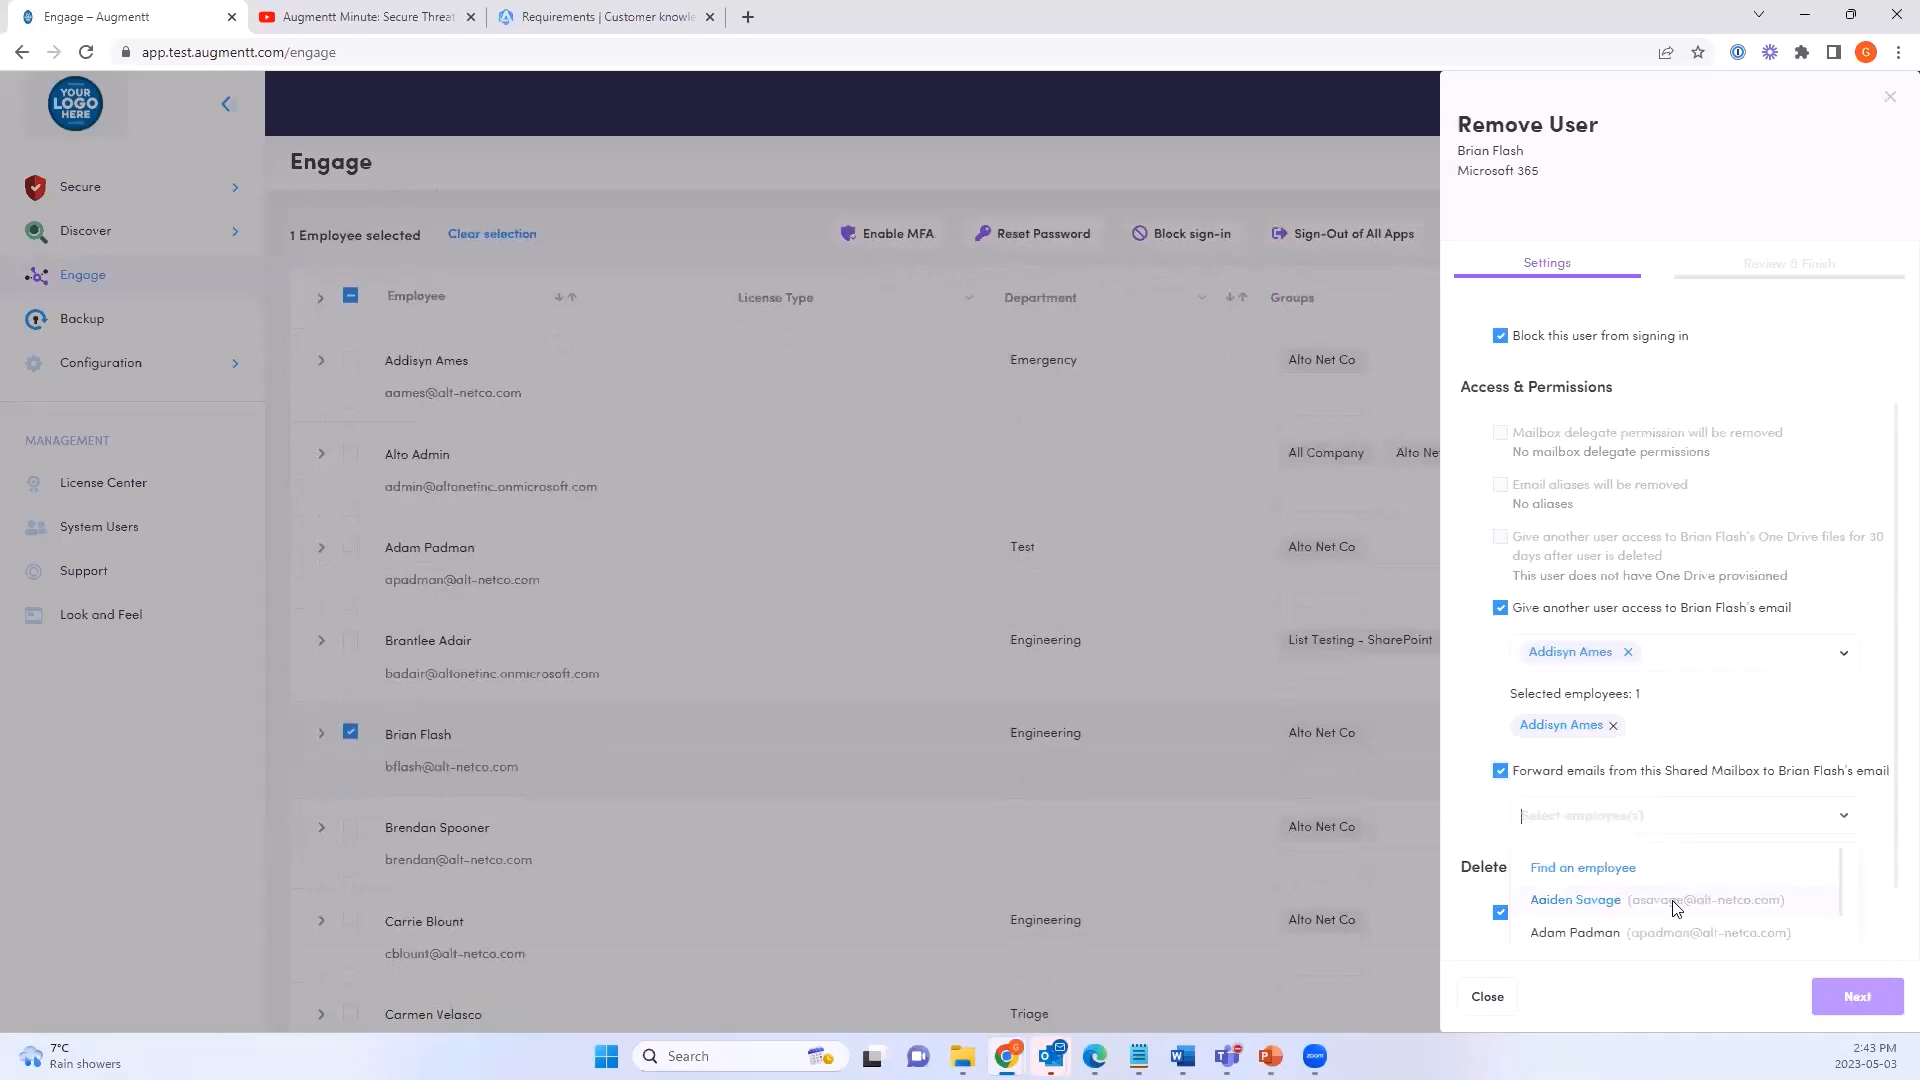 Engage – Augmentt
Augmentt Minute: Secure Threat
Requirements | Customer knowle
app.test.augmentt.com/engage
G
YOUR
LOGO
HERE
Secure
Discover
Engage
Backup
Configuration
MANAGEMENT
License Center
System Users
Support
Look and Feel
Engage
1 Employee selected
Clear selection
Enable MFA
Reset Password
Block sign-in
Sign-Out of All Apps
Employee
License Type
Department
Groups
Addisyn Ames
aames@alt-netco.com
Emergency
Alto Net Co
Alto Admin
admin@altonetinc.onmicrosoft.com
All Company
Alto Ne
Adam Padman
apadman@alt-netco.com
Test
Alto Net Co
Brantlee Adair
badair@altonetinc.onmicrosoft.com
Engineering
List Testing - SharePoint
Brian Flash
bflash@alt-netco.com
Engineering
Alto Net Co
Brendan Spooner
brendan@alt-netco.com
Alto Net Co
Carrie Blount
cblount@alt-netco.com
Engineering
Alto Net Co
Carmen Velasco
Triage
Remove User
Brian Flash
Microsoft 365
Settings
Review & Finish
Block this user from signing in
Access & Permissions
Mailbox delegate permission will be removed
No mailbox delegate permissions
Email aliases will be removed
No aliases
Give another user access to Brian Flash's One Drive files for 30
days after user is deleted
This user does not have One Drive provisioned
Give another user access to Brian Flash's email
Addisyn Ames
Selected employees: 1
Addisyn Ames
Forward emails from this Shared Mailbox to Brian Flash's email
Select employee(s)
Delete
Find an employee
Aaiden Savage (asavage@alt-netco.com)
Adam Padman (apadman@alt-netco.com)
Close
Next
7°C
Rain showers
Search
zoom
2:43 PM
2023-05-03